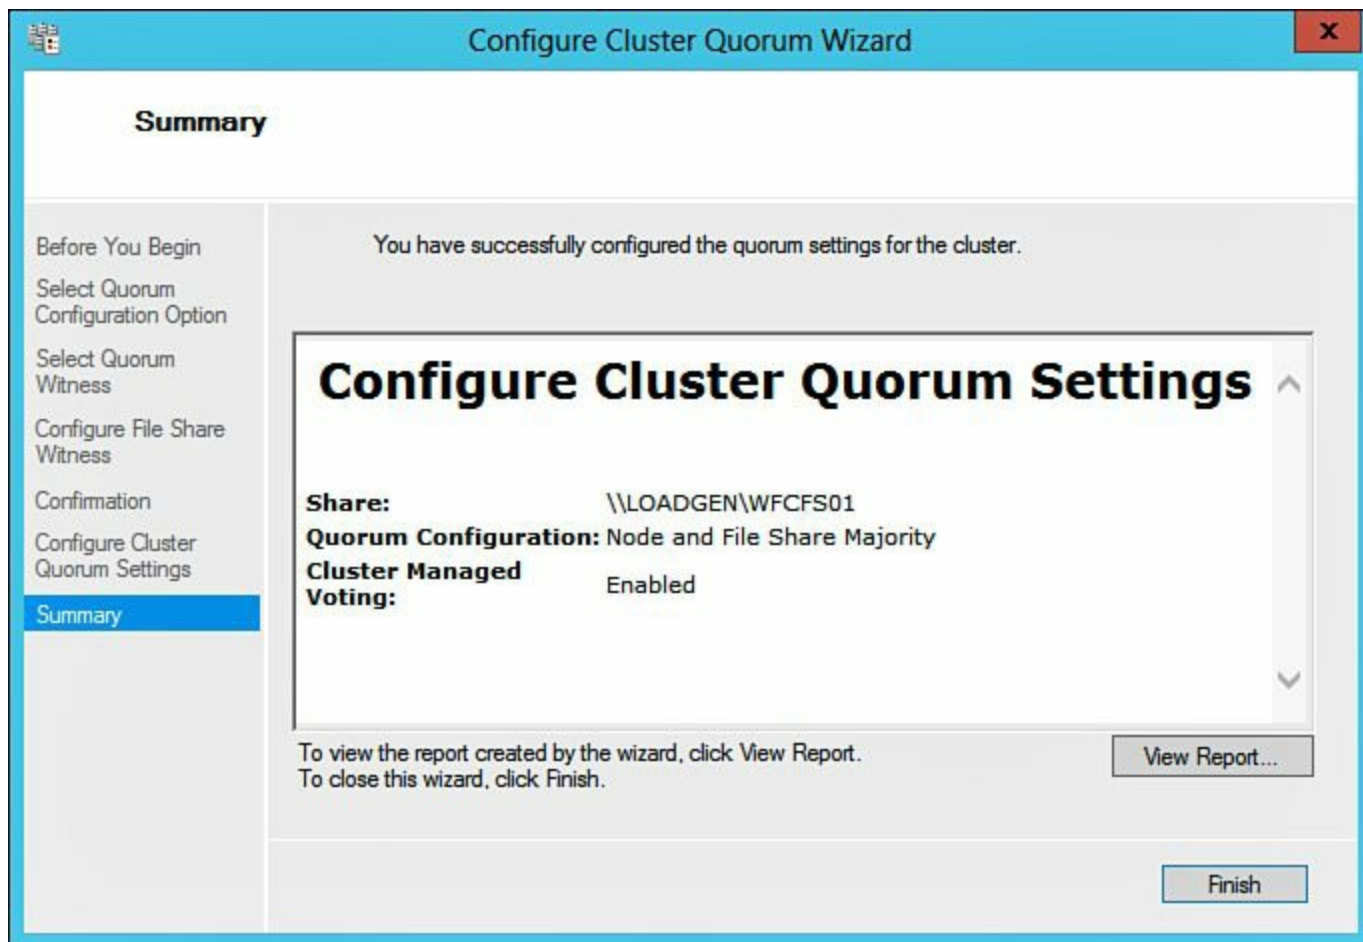 Configure Cluster Quorum Wizard
x
Summary
Before You Begin
Select Quorum
Configuration Option
Select Quorum
Witness
Configure File Share
Witness
Confirmation
Configure Cluster
Quorum Settings
Summary
You have successfully configured the quorum settings for the cluster.
Configure Cluster Quorum Settings
Share: \\LOADGEN\WFCFS01
Quorum Configuration: Node and File Share Majority
Cluster Managed
Voting: Enabled
To view the report created by the wizard, click View Report.
To close this wizard, click Finish.
View Report...
Finish